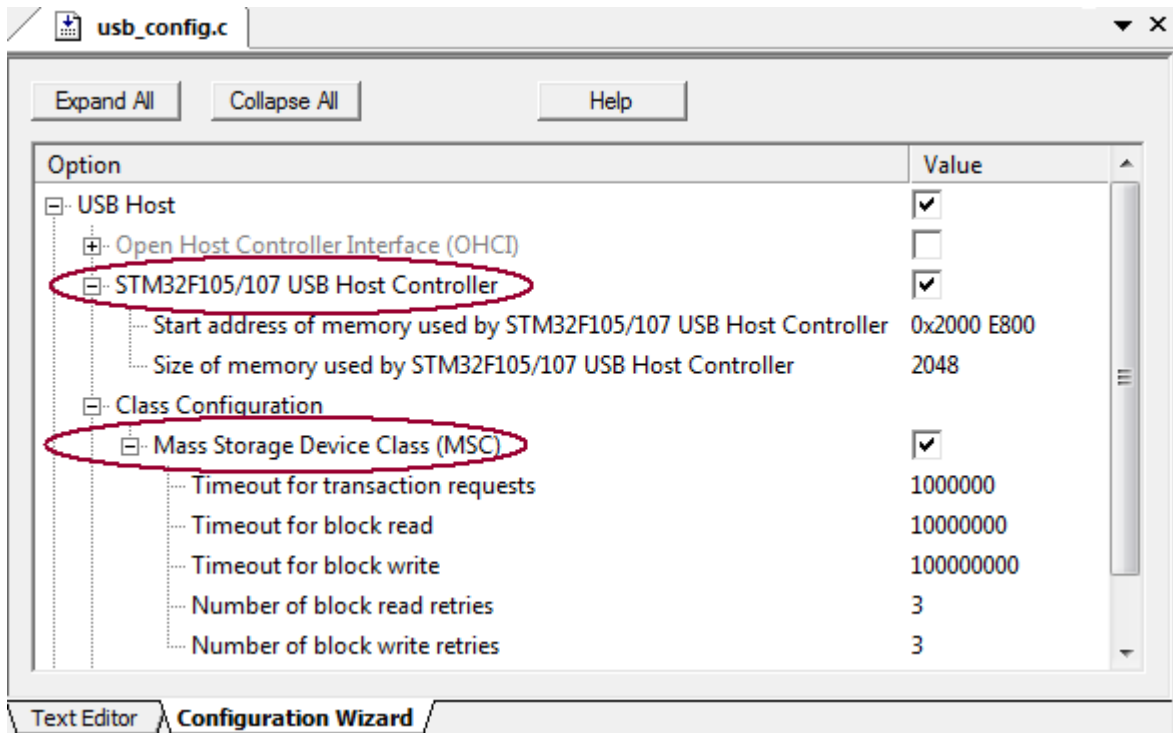 usb_config.c
Expand All Collapse All Help
Option Value
USB Host
Open Host Controller Interface (OHCI)
STM32F105/107 USB Host Controller
Start address of memory used by STM32F105/107 USB Host Controller 0x2000 E800
Size of memory used by STM32F105/107 USB Host Controller 2048
Class Configuration
Mass Storage Device Class (MSC)
Timeout for transaction requests 1000000
Timeout for block read 10000000
Timeout for block write 100000000
Number of block read retries 3
Number of block write retries 3
Text Editor Configuration Wizard